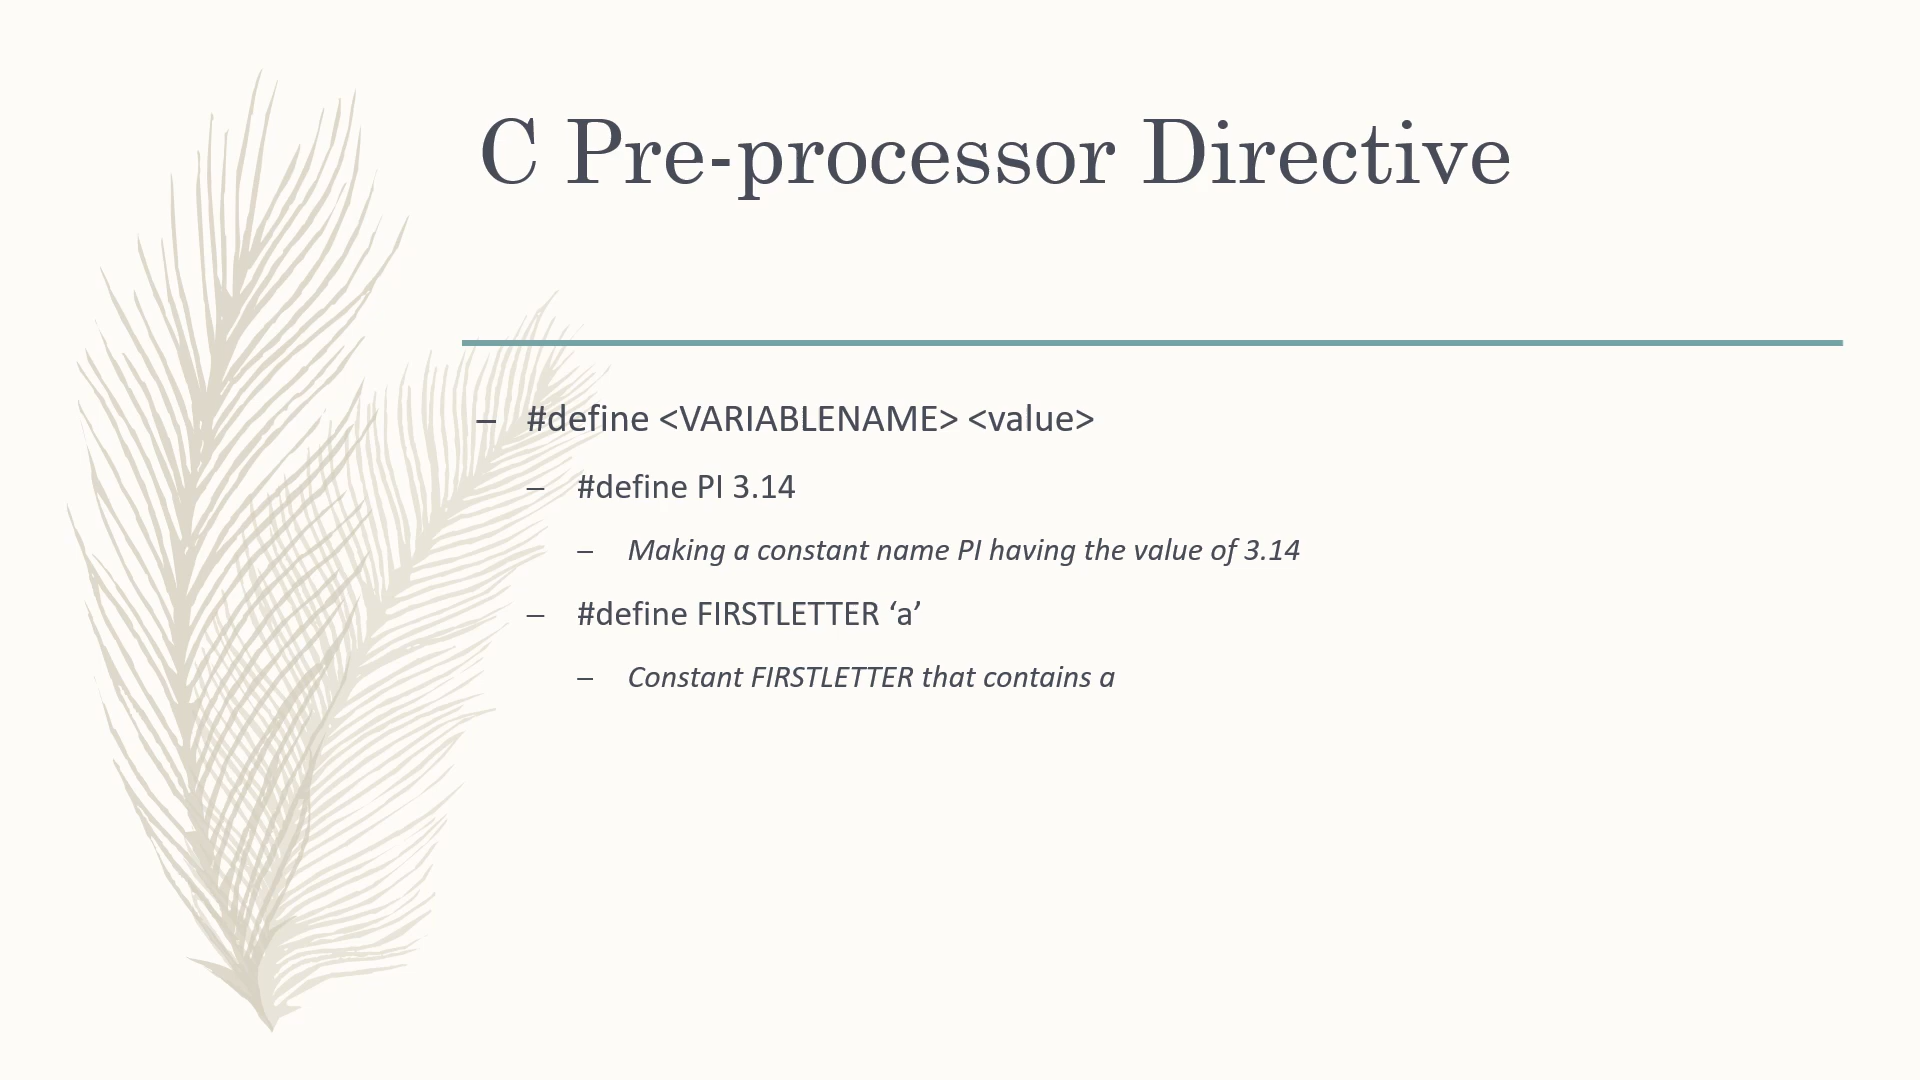 C Pre-processor Directive
– #define <VARIABLENAME> <value>
– #define PI 3.14
– Making a constant name PI having the value of 3.14
– #define FIRSTLETTER ‘a’
– Constant FIRSTLETTER that contains a